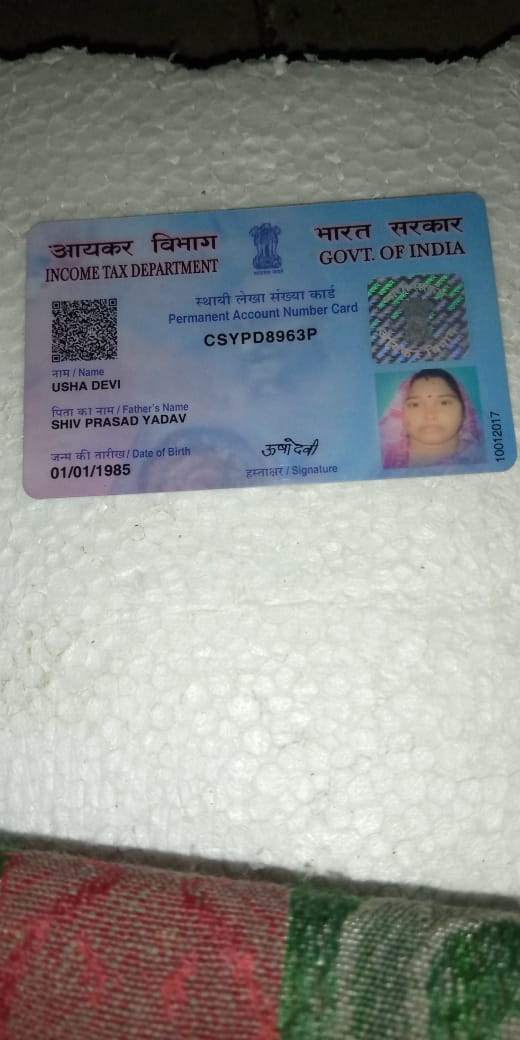 आयकर विभाग
INCOME TAX DEPARTMENT
भारत सरकार
GOVT. OF INDIA
स्थायी लेखा संख्या कार्ड
Permanent Account Number Card
CSYPD8963P
नाम / Name
USHA DEVI
पिता का नाम / Father's Name
SHIV PRASAD YADAV
जन्म की तारीख / Date of Birth
01/01/1985
ऊषा देवी
हस्ताक्षर / Signature
10012017